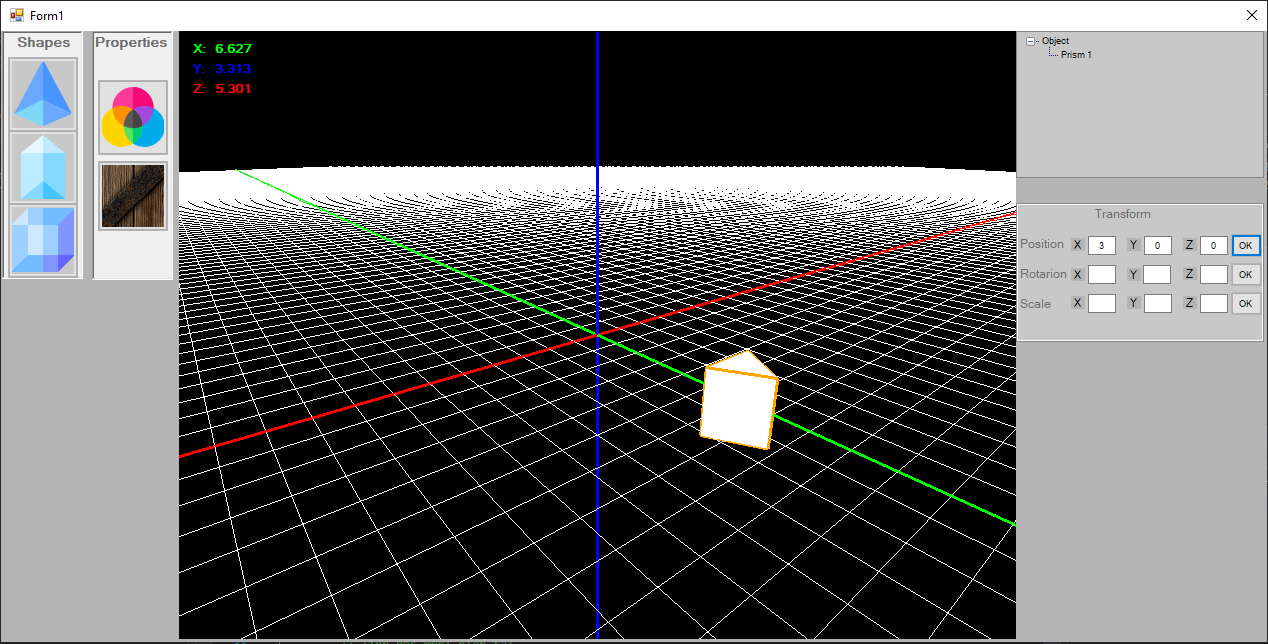 Form1
Shapes
Properties
X: 6.627
Y: 3.313
Z: 5.301
Object
Prism 1
Transform
Position X 3 Y 0 Z 0 OK
Rotarion X Y Z OK
Scale X Y Z OK